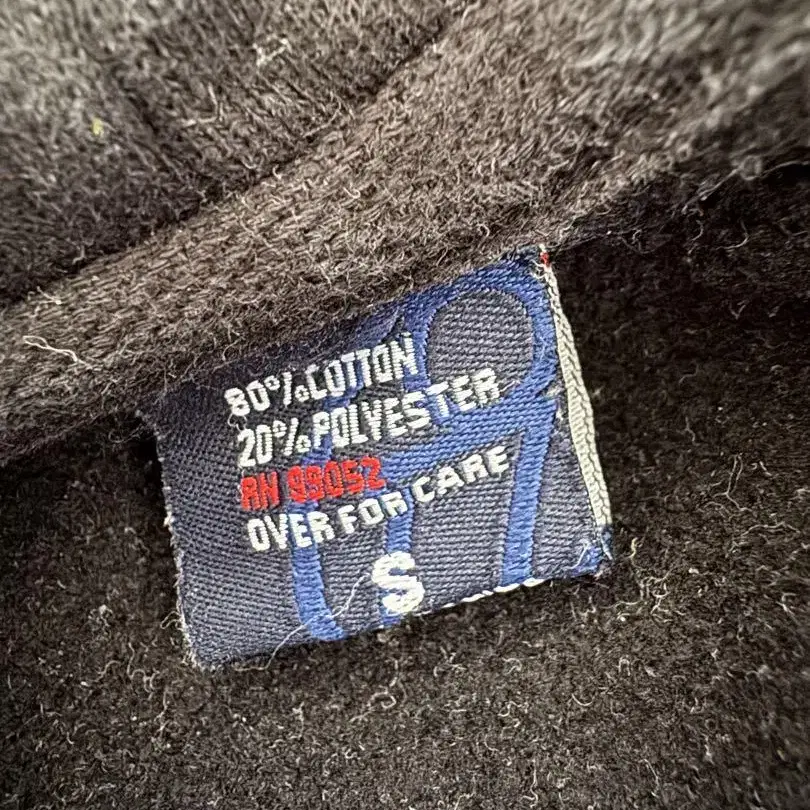 80%COTTON
20%POLYESTER
RN 99052
OVER FOR CARE
S